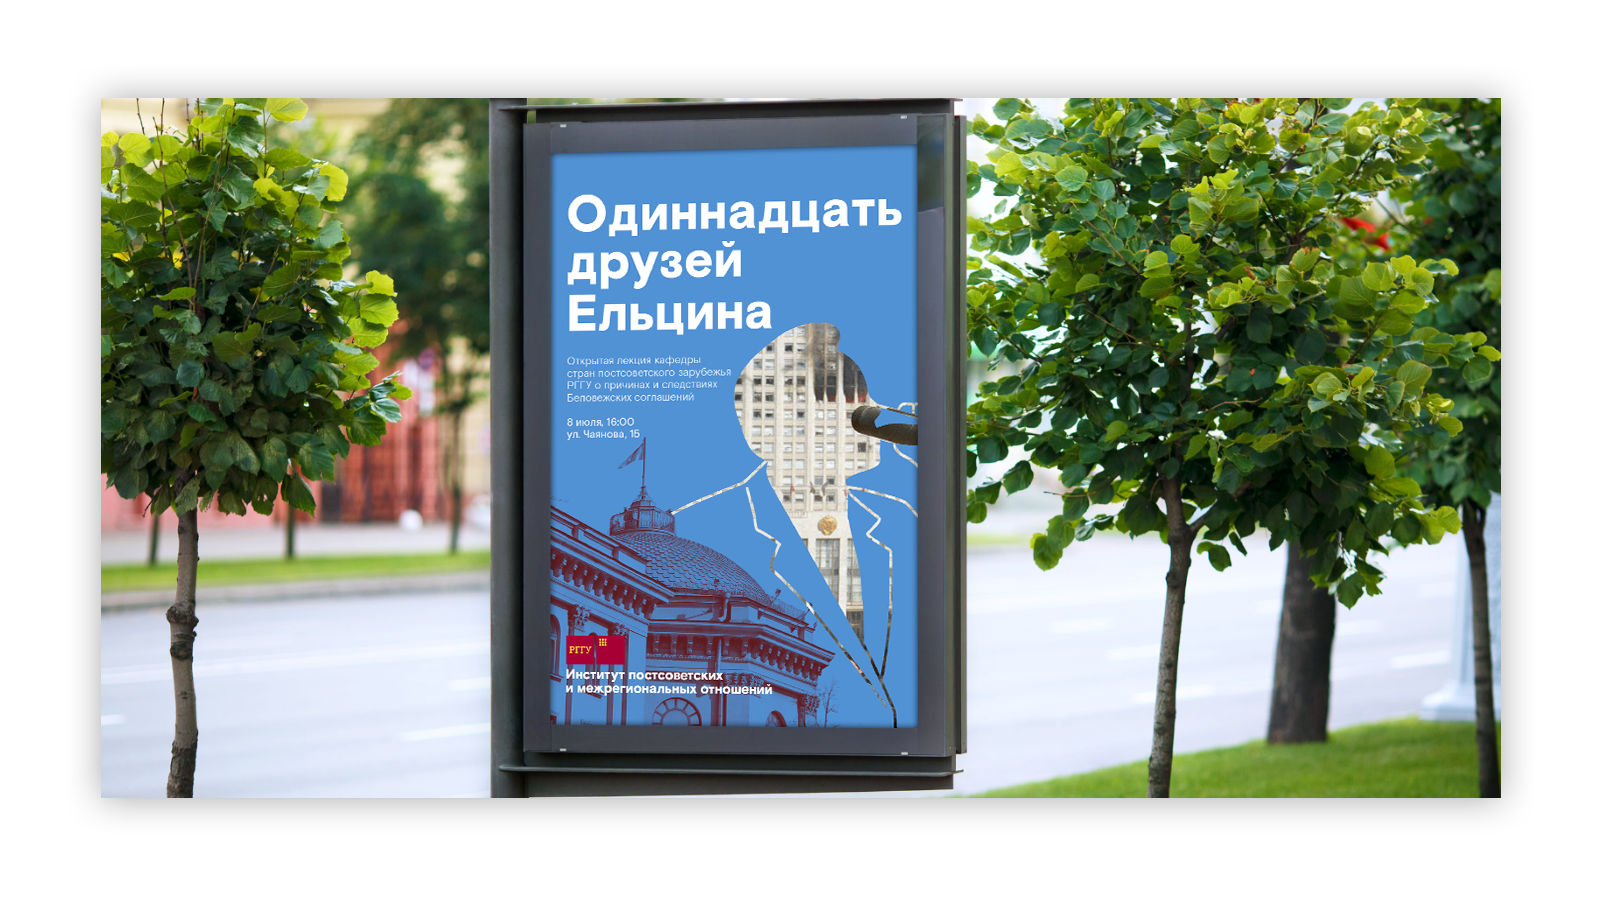 Одиннадцать
друзей
Ельцина
Открытая лекция кафедры
стран постсоветского зарубежья
РГГУ о причинах и следствиях
Беловежских соглашений
8 июля, 16:00
ул. Чаянова, 15
РГГУ
Институт постсоветских
и межрегиональных отношений